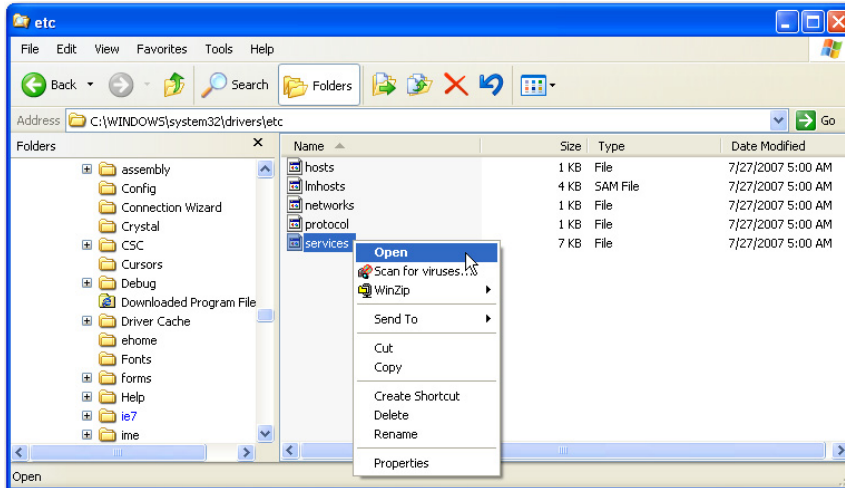 etc
File Edit View Favorites Tools Help
Back Search Folders
Address C:\WINDOWS\system32\drivers\etc Go
Folders X Name Size Type Date Modified
assembly
Config
Connection Wizard
Crystal
CSC
Cursors
Debug
Downloaded Program File
Driver Cache
ehome
Fonts
forms
Help
ie7
ime
hosts 1 KB File 7/27/2007 5:00 AM
lmhosts 4 KB SAM File 7/27/2007 5:00 AM
networks 1 KB File 7/27/2007 5:00 AM
protocol 1 KB File 7/27/2007 5:00 AM
services 7 KB File 7/27/2007 5:00 AM
Open
Scan for viruses...
WinZip
Send To
Cut
Copy
Create Shortcut
Delete
Rename
Properties
Open